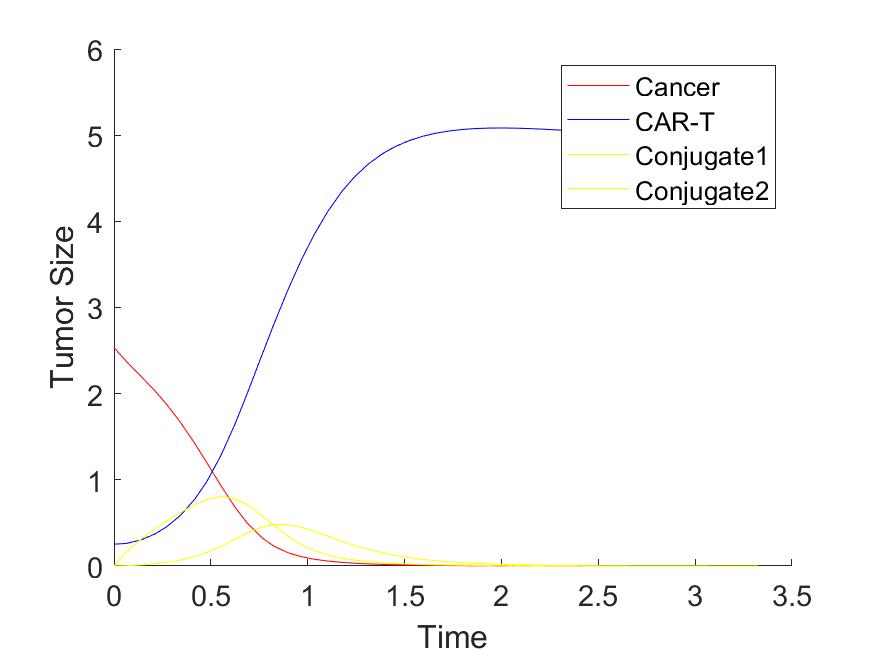 6
5
4
3
2
1
0
Tumor Size
Cancer
CAR-T
Conjugate1
Conjugate2
0 0.5 1 1.5 2 2.5 3 3.5
Time